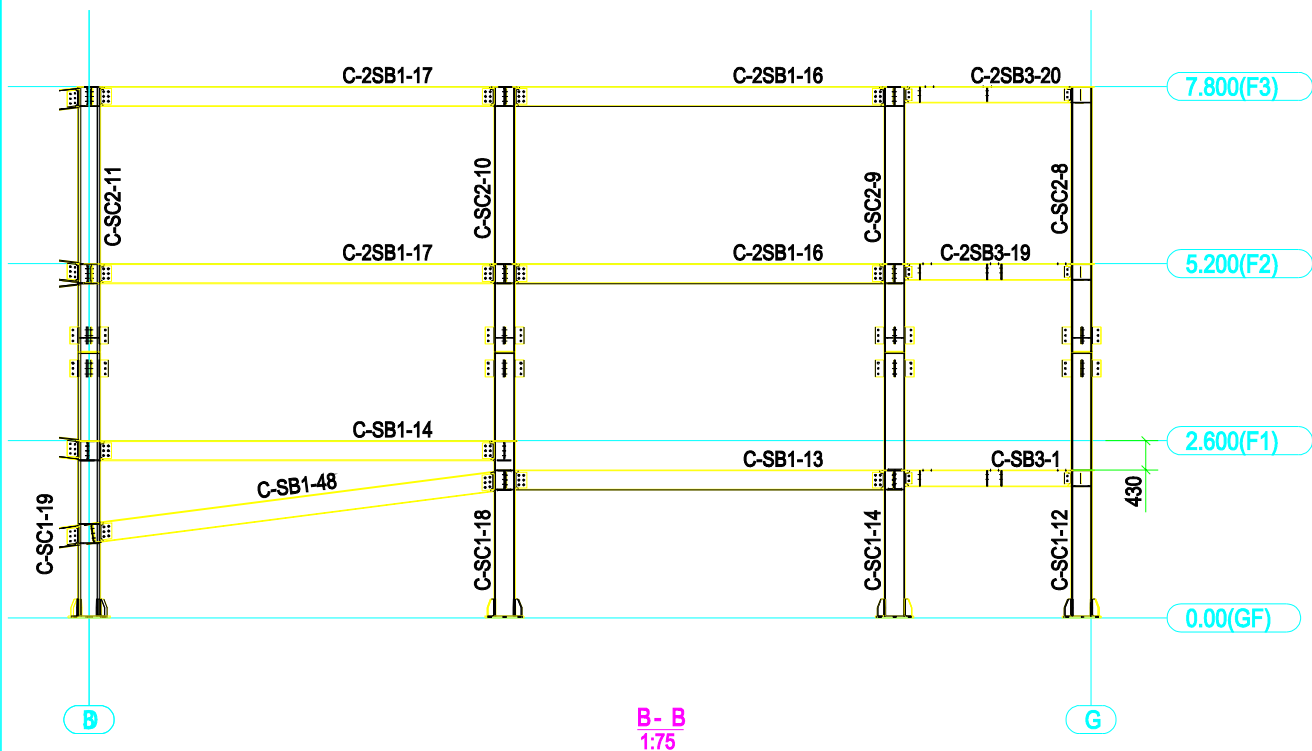 C-2SB1-17
C-2SB1-16
C-2SB3-20
7.800(F3)
C-SC2-11
C-SC2-10
C-SC2-9
C-SC2-8
C-2SB1-17
C-2SB1-16
C-2SB3-19
5.200(F2)
C-SB1-14
2.600(F1)
C-SB1-13
C-SB3-1
C-SB1-48
430
C-SC1-19
C-SC1-18
C-SC1-14
C-SC1-12
0.00(GF)
G
B- B
1:75